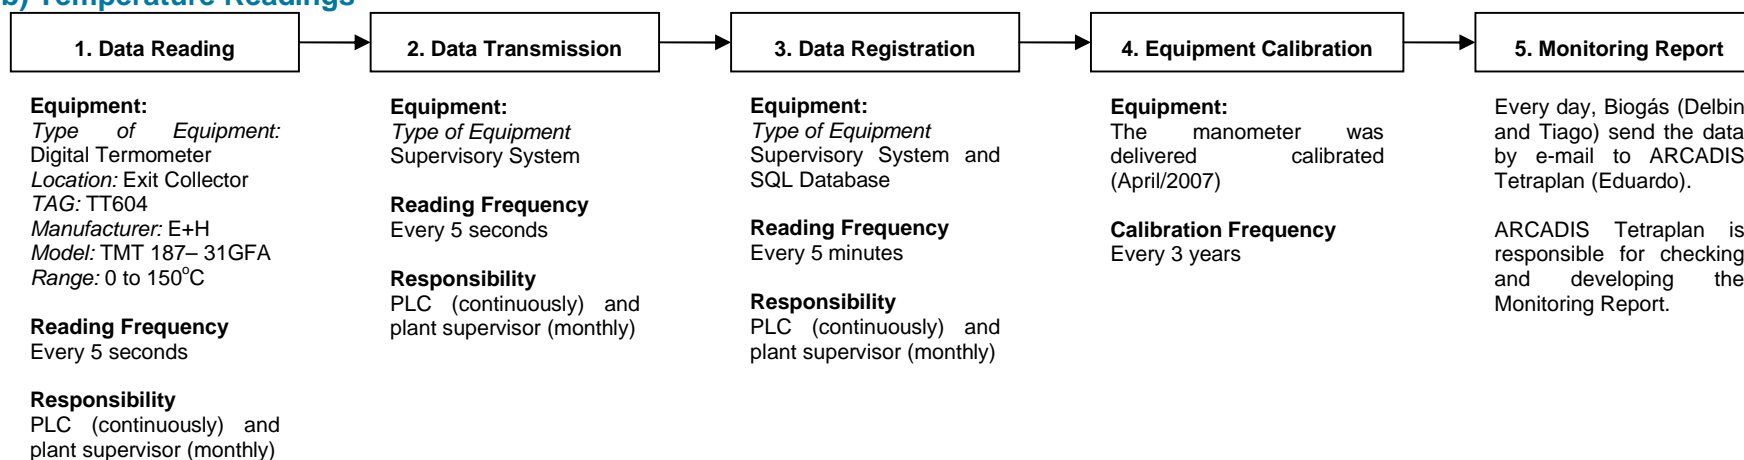 b) Temperature Readings
1. Data Reading
2. Data Transmission
3. Data Registration
4. Equipment Calibration
5. Monitoring Report
Equipment:
Type of Equipment:
Digital Termometer
Location: Exit Collector
TAG: TT604
Manufacturer: E+H
Model: TMT 187– 31GFA
Range: 0 to 150°C
Reading Frequency
Every 5 seconds
Responsibility
PLC (continuously) and
plant supervisor (monthly)
Equipment:
Type of Equipment
Supervisory System
Reading Frequency
Every 5 seconds
Responsibility
PLC (continuously) and
plant supervisor (monthly)
Equipment:
Type of Equipment
Supervisory System and
SQL Database
Reading Frequency
Every 5 minutes
Responsibility
PLC (continuously) and
plant supervisor (monthly)
Equipment:
The manometer was
delivered calibrated
(April/2007)
Calibration Frequency
Every 3 years
Every day, Biogás (Delbin
and Tiago) send the data
by e-mail to ARCADIS
Tetraplan (Eduardo).
ARCADIS Tetraplan is
responsible for checking
and developing the
Monitoring Report.